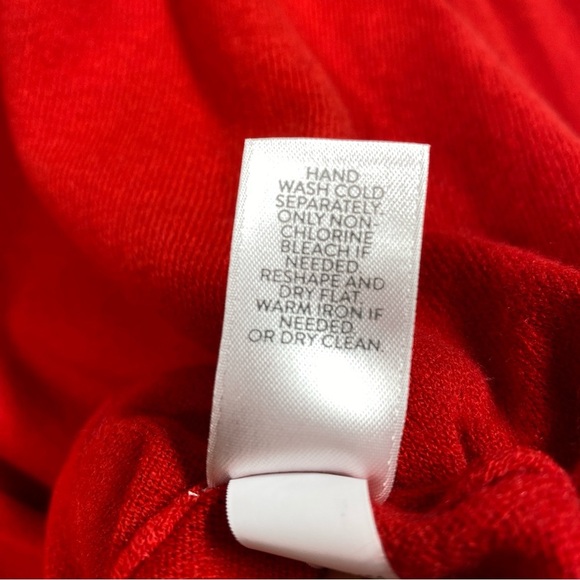 HAND
WASH COLD
SEPARATELY.
ONLY NON-
CHLORINE
BLEACH IF
NEEDED.
RESHAPE AND
DRY FLAT.
WARM IRON IF
NEEDED.
OR DRY CLEAN.